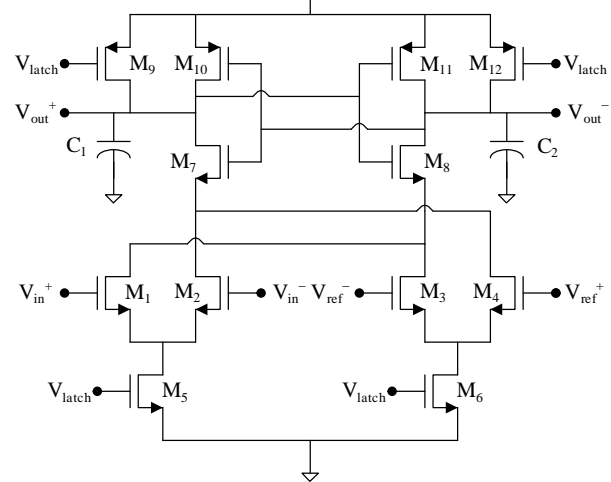 V_latch M_9 M_10 M_11 M_12 V_latch
V_out^+ V_out^-
C_1 M_7 M_8 C_2
V_in^+ M_1 M_2 V_in^- V_ref^- M_3 M_4 V_ref^+
V_latch M_5 V_latch M_6